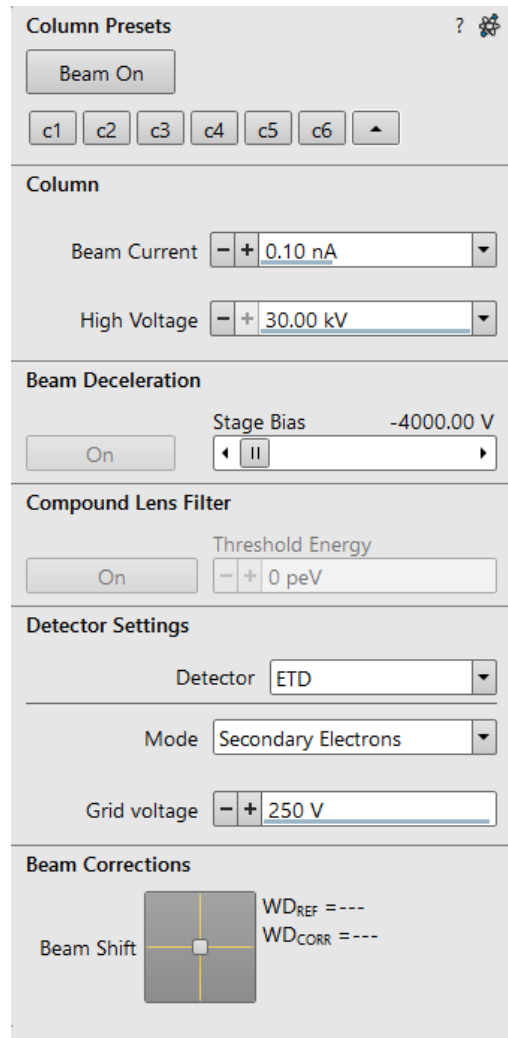 Column Presets ?
Beam On
c1 c2 c3 c4 c5 c6
Column
Beam Current - + 0.10 nA
High Voltage - + 30.00 kV
Beam Deceleration
Stage Bias -4000.00 V
On
Compound Lens Filter
Threshold Energy
On - + 0 peV
Detector Settings
Detector ETD
Mode Secondary Electrons
Grid voltage - + 250 V
Beam Corrections
WDREF =---
WDCORR =---
Beam Shift